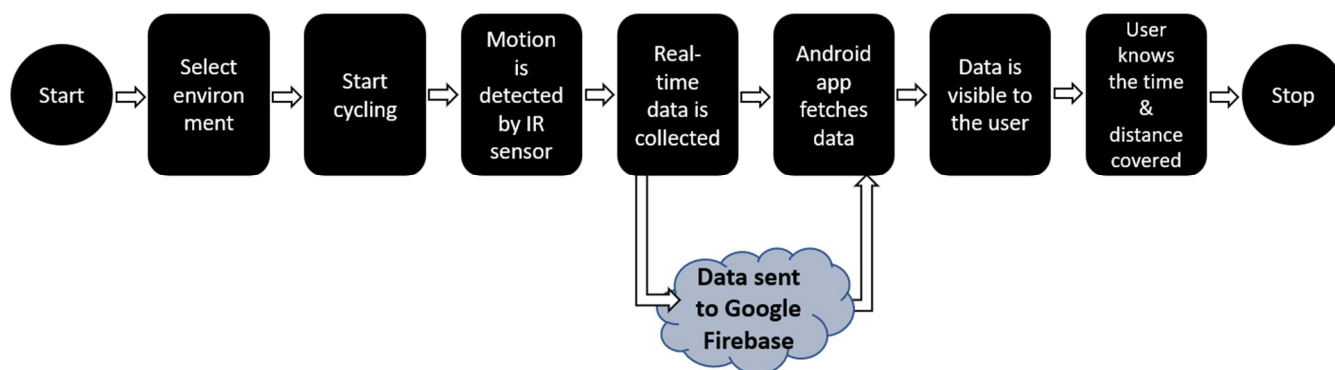 Start
Select
environ
ment
Start
cycling
Motion
is
detected
by IR
sensor
Real-
time
data is
collected
Android
app
fetches
data
Data is
visible to
the user
User
knows
the time
&
distance
covered
Stop
Data sent
to Google
Firebase